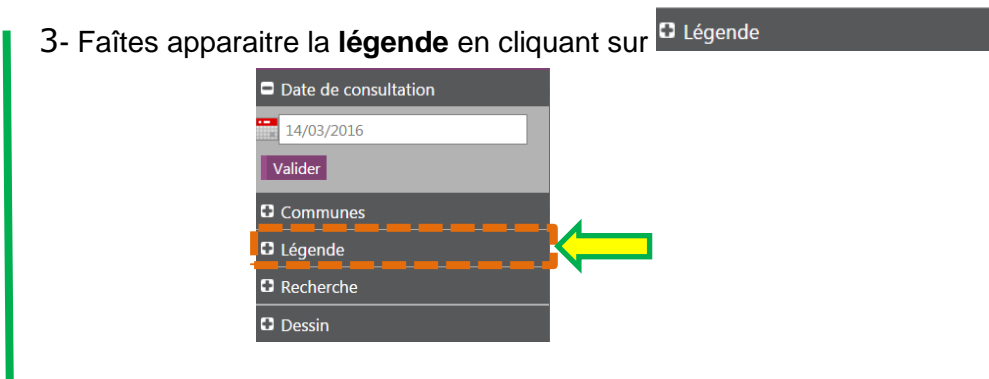 3- Faîtes apparaitre la légende en cliquant sur Légende
Date de consultation
14/03/2016
Valider
Communes
Légende
Recherche
Dessin